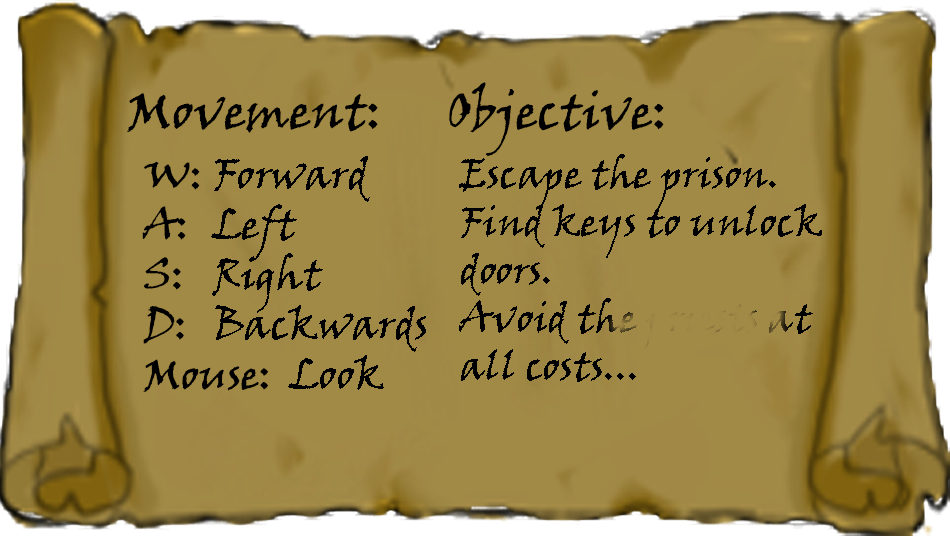 Movement:
W: Forward
A: Left
S: Right
D: Backwards
Mouse: Look
Objective:
Escape the prison.
Find keys to unlock
doors.
Avoid the at
all costs...